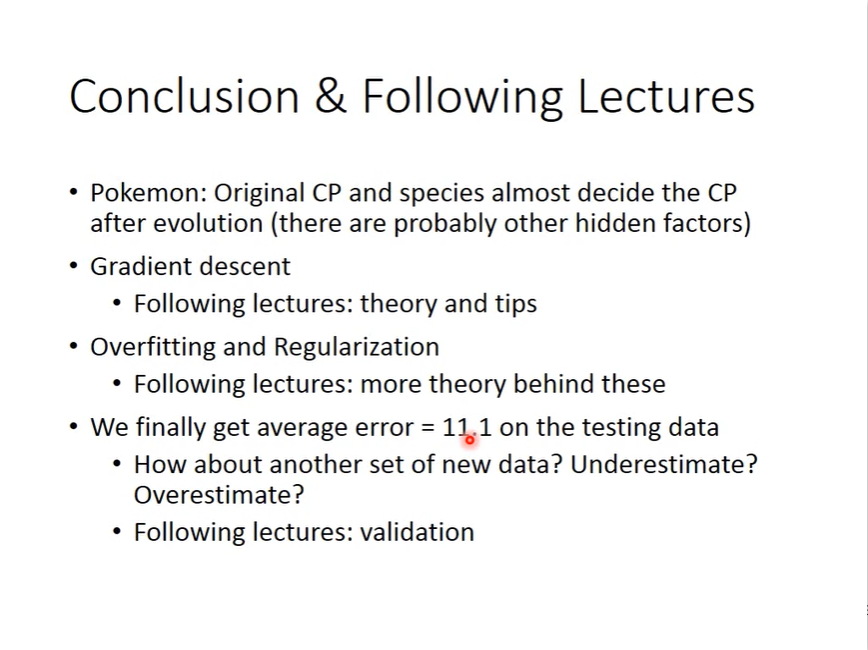 Conclusion & Following Lectures
• Pokemon: Original CP and species almost decide the CP
after evolution (there are probably other hidden factors)
• Gradient descent
• Following lectures: theory and tips
• Overfitting and Regularization
• Following lectures: more theory behind these
• We finally get average error = 11.1 on the testing data
• How about another set of new data? Underestimate?
Overestimate?
• Following lectures: validation